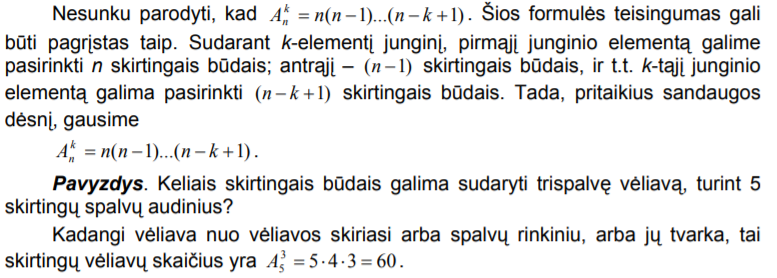 Nesunku parodyti, kad $A_n^k = n(n-1)...(n-k+1)$. Šios formulės teisingumas gali
būti pagrįstas taip. Sudarant k-elementį junginį, pirmąjį junginio elementą galime
pasirinkti n skirtingais būdais; antrąjį – $(n-1)$ skirtingais būdais, ir t.t. k-tąjį junginio
elementą galima pasirinkti $(n-k+1)$ skirtingais būdais. Tada, pritaikius sandaugos
dėsnį, gausime
$A_n^k = n(n-1)...(n-k+1)$.
Pavyzdys. Keliais skirtingais būdais galima sudaryti trispalvę vėliavą, turint 5
skirtingų spalvų audinius?
Kadangi vėliava nuo vėliavos skiriasi arba spalvų rinkiniu, arba jų tvarka, tai
skirtingų vėliavų skaičius yra $A_5^3 = 5 \cdot 4 \cdot 3 = 60$.